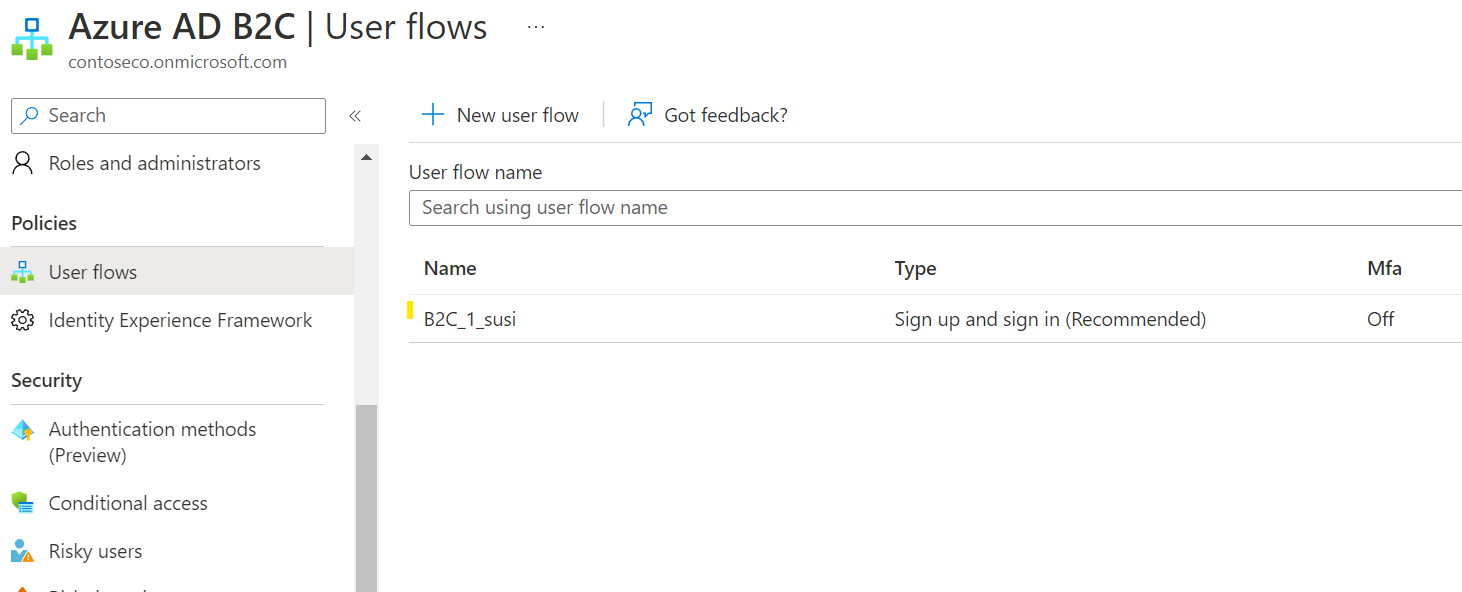 Azure AD B2C | User flows ...
contoseco.onmicrosoft.com
Search
«
Roles and administrators
Policies
User flows
Identity Experience Framework
Security
Authentication methods
(Preview)
Conditional access
Risky users
New user flow
Got feedback?
User flow name
Search using user flow name
Name Type Mfa
B2C_1_susi Sign up and sign in (Recommended) Off